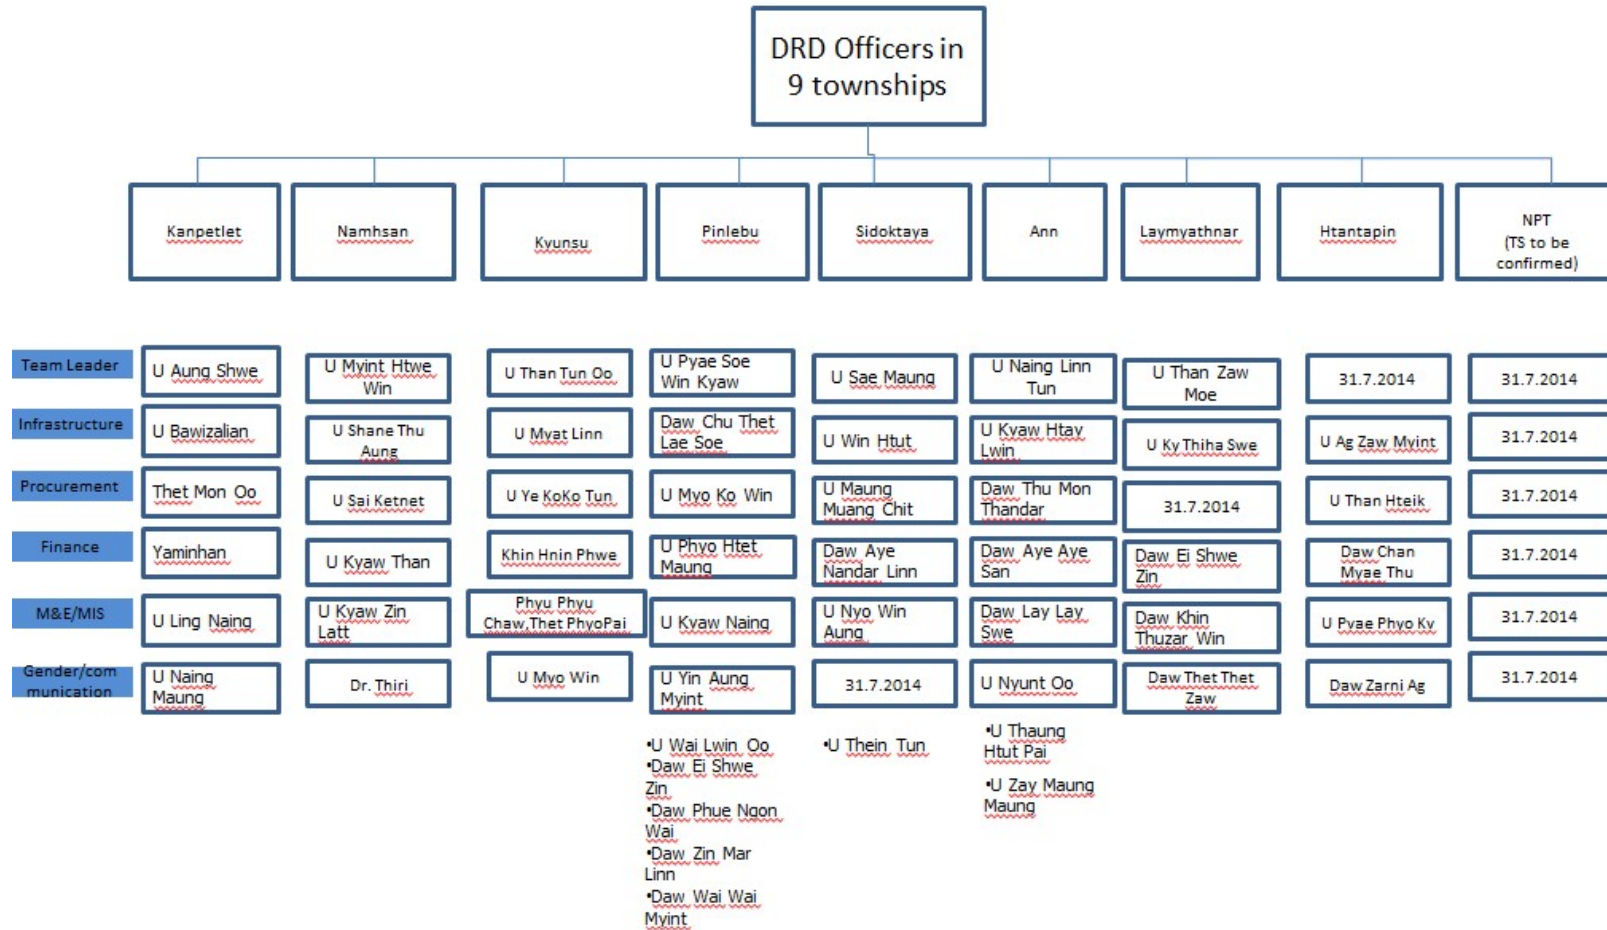 DRD Officers in
9 townships
Kanpetlet
Namhsan
Kyunsu
Pinlebu
Sidoktaya
Ann
Laymyathnar
Htantapin
NPT
(TS to be
confirmed)
Team Leader
U Aung Shwe
U Myint Htwe
Win
U Than Tun Oo
U Pyae Soe
Win Kyaw
U Sae Maung
U Naing Linn
Tun
U Than Zaw
Moe
31.7.2014
31.7.2014
Infrastructure
U Bawizalian
U Shane Thu
Aung
U Myat Linn
Daw Chu Thet
Lae Soe
U Win Htut
U Kyaw Htay
Lwin
U Ky Thiha Swe
U Ag Zaw Myint
31.7.2014
Procurement
Thet Mon Oo
U Sai Ketnet
U Ye KoKo Tun
U Myo Ko Win
U Maung
Muang Chit
Daw Thu Mon
Thandar
31.7.2014
U Than Hteik
31.7.2014
Finance
Yaminhan
U Kyaw Than
Khin Hnin Phwe
U Phyo Htet
Maung
Daw Aye
Nandar Linn
Daw Aye Aye
San
Daw Ei Shwe
Zin
Daw Chan
Myae Thu
31.7.2014
M&E/MIS
U Ling Naing
U Kyaw Zin
Latt
Phyu Phyu
Chaw,Thet PhyoPai
U Kyaw Naing
U Nyo Win
Aung
Daw Lay Lay
Swe
Daw Khin
Thuzar Win
U Pyae Phyo Ky
31.7.2014
Gender/com
munication
U Naing
Maung
Dr. Thiri
U Myo Win
U Yin Aung
Myint
31.7.2014
U Nyunt Oo
Daw Thet Thet
Zaw
Daw Zarni Ag
31.7.2014
•U Wai Lwin Oo
•Daw Ei Shwe
Zin
•Daw Phue Ngon
Wai
•Daw Zin Mar
Linn
•Daw Wai Wai
Myint
•U Thein Tun
•U Thaung
Htut Pai
•U Zay Maung
Maung